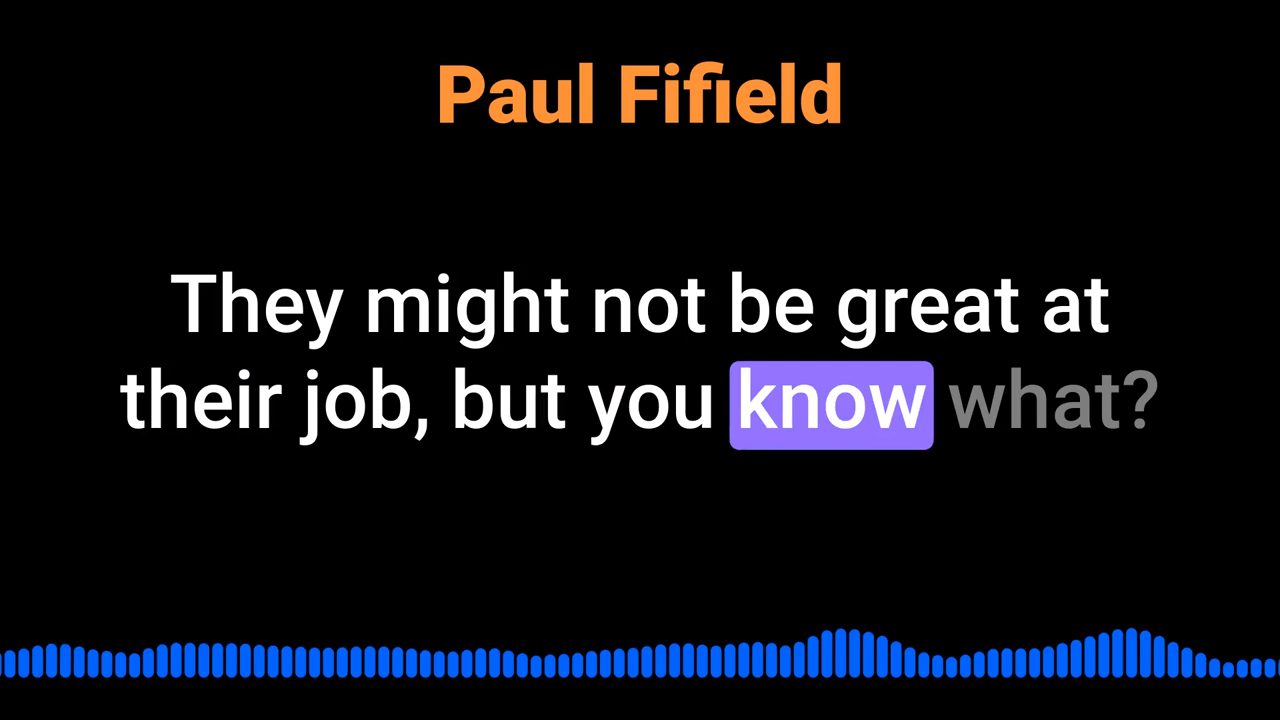 Paul Fifield
They might not be great at
their job, but you know what?